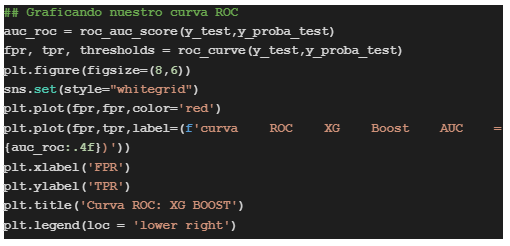 ## Graficando nuestro curva ROC
auc_roc = roc_auc_score(y_test,y_proba_test)
fpr, tpr, thresholds = roc_curve(y_test,y_proba_test)
plt.figure(figsize=(8,6))
sns.set(style="whitegrid")
plt.plot(fpr,fpr,color='red')
plt.plot(fpr,tpr,label=(f'curva ROC XG Boost AUC =
{auc_roc:.4f})'))
plt.xlabel('FPR')
plt.ylabel('TPR')
plt.title('Curva ROC: XG BOOST')
plt.legend(loc = 'lower right')